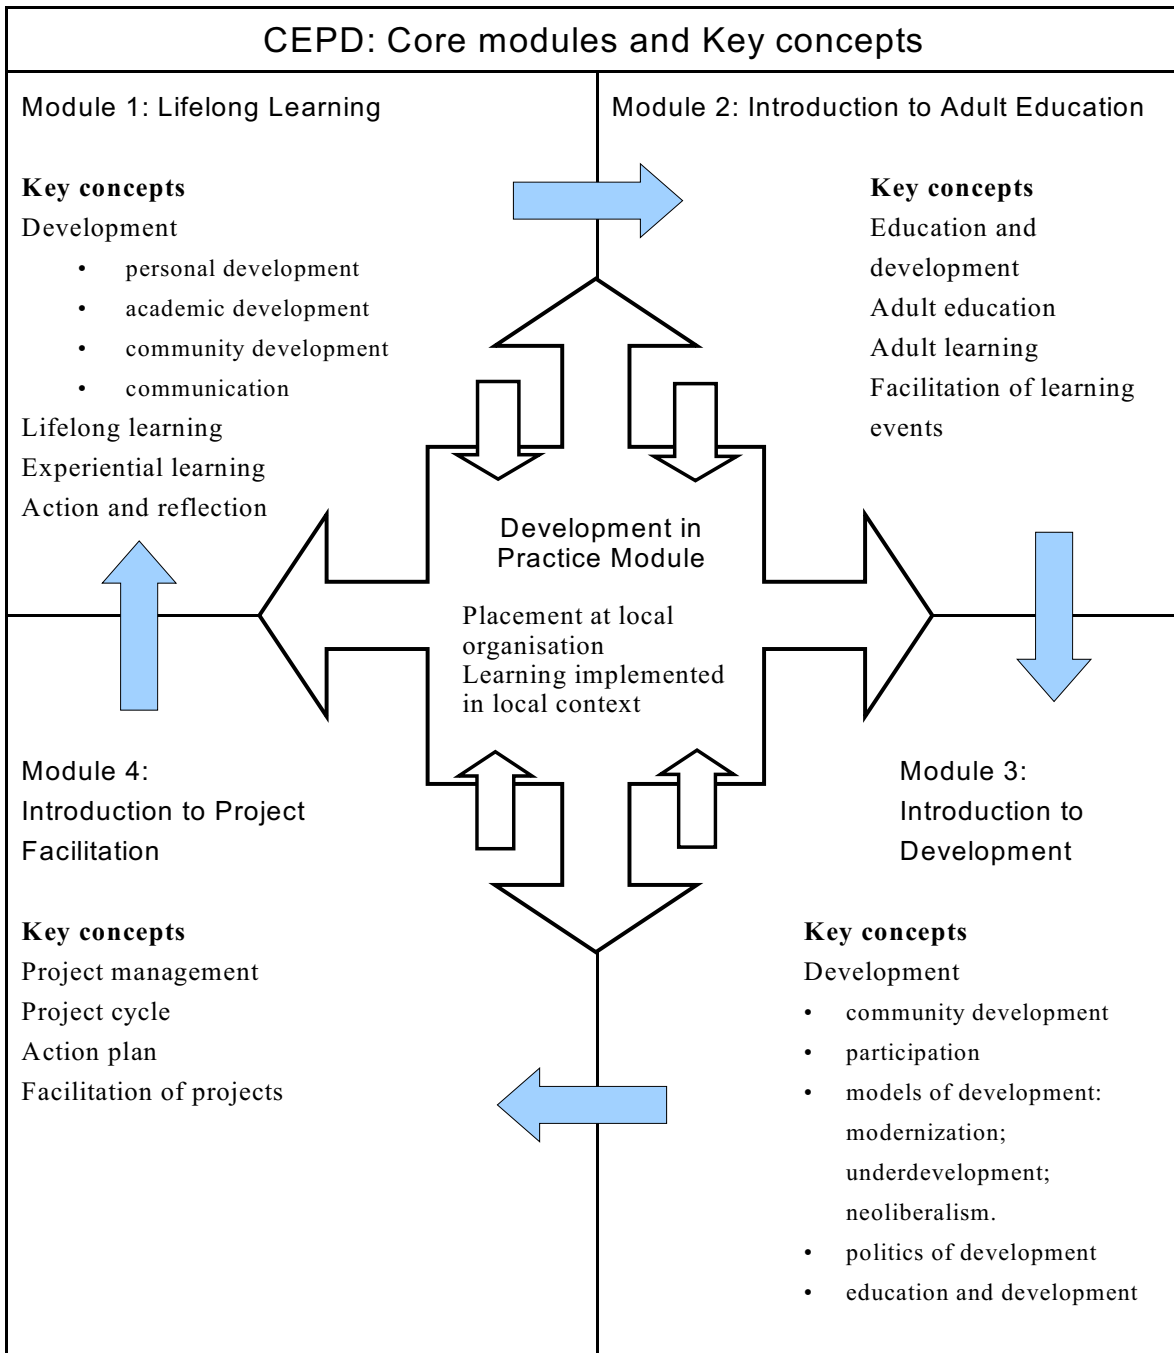 CEPD: Core modules and Key concepts
Module 1: Lifelong Learning
Key concepts
Development
• personal development
• academic development
• community development
• communication
Lifelong learning
Experiential learning
Action and reflection
Module 2: Introduction to Adult Education
Key concepts
Education and
development
Adult education
Adult learning
Facilitation of learning
events
Development in
Practice Module
Placement at local
organisation
Learning implemented
in local context
Module 4:
Introduction to Project
Facilitation
Key concepts
Project management
Project cycle
Action plan
Facilitation of projects
Module 3:
Introduction to
Development
Key concepts
Development
• community development
• participation
• models of development:
modernization;
underdevelopment;
neoliberalism.
• politics of development
• education and development